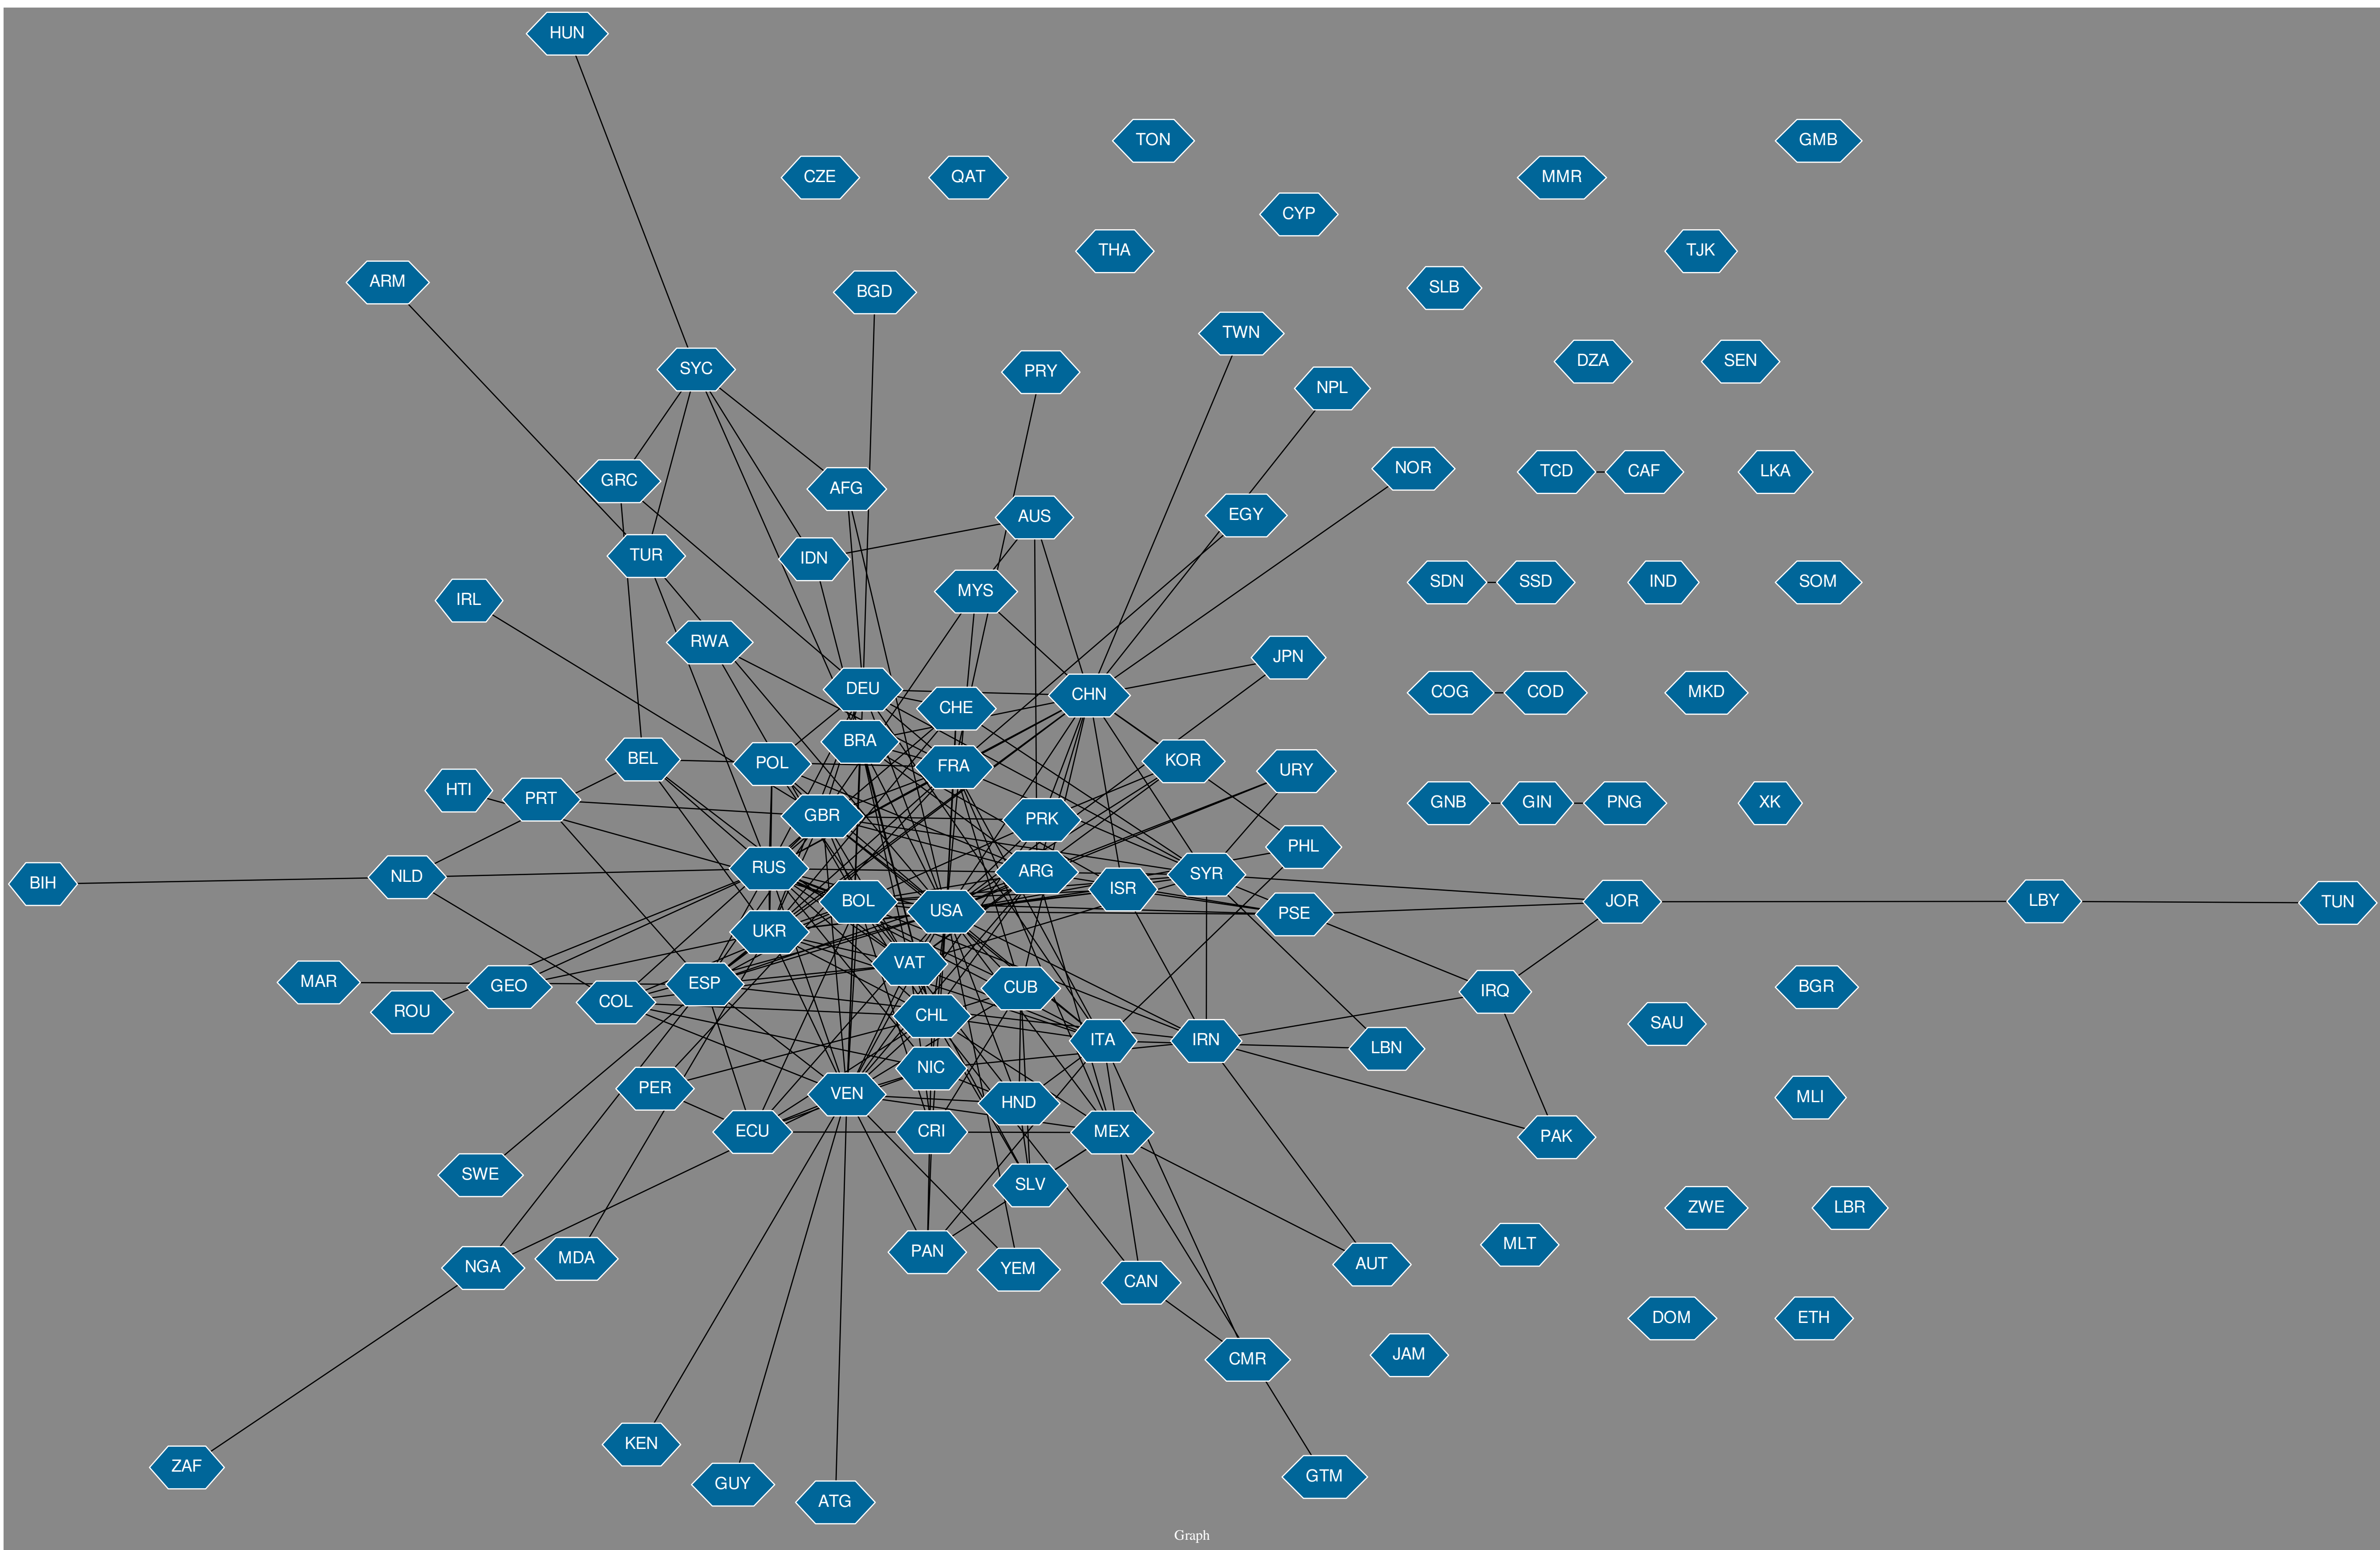 HUN
TON
GMB
CZE
QAT
MMR
CYP
THA
TJK
ARM
BGD
SLB
TWN
SYC
PRY
DZA
SEN
NPL
GRC
AFG
NOR
TCD
CAF
LKA
AUS
EGY
TUR
IDN
MYS
SDN
SSD
IND
SOM
IRL
RWA
JPN
DEU
CHE
CHN
COG
COD
MKD
BRA
BEL
POL
FRA
KOR
URY
HTI
PRT
GBR
PRK
GNB
GIN
PNG
XK
PHL
BIH
NLD
RUS
ARG
ISR
SYR
BOL
USA
PSE
JOR
LBY
TUN
UKR
VAT
MAR
GEO
ESP
CUB
IRQ
BGR
ROU
COL
CHL
SAU
ITA
IRN
LBN
NIC
PER
VEN
HND
MLI
ECU
CRI
MEX
PAK
SWE
SLV
ZWE
LBR
NGA
MDA
PAN
YEM
CAN
AUT
MLT
DOM
ETH
CMR
JAM
ZAF
KEN
GUY
ATG
GTM
Graph